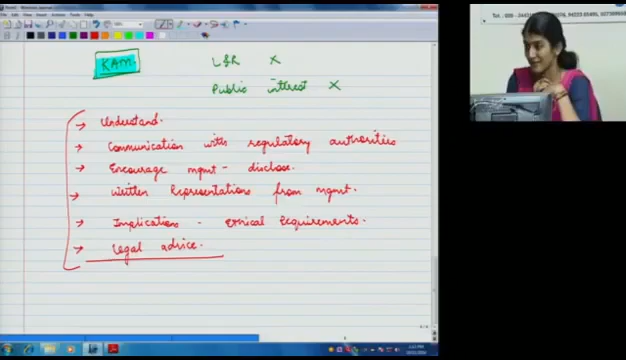 KAM
L&R X
Public interest X
→ Understand.
→ Communication with regulatory authorities
→ Encourage mgmt - disclose.
→ Written Representations from mgmt.
→ Implications - Ethical Requirements.
→ Legal advice.